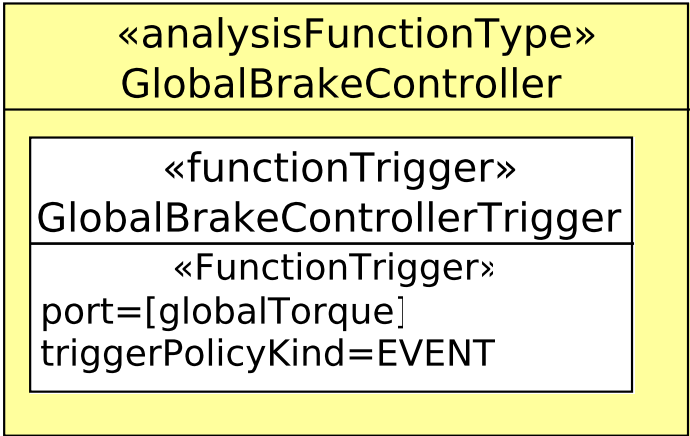 «analysisFunctionType»
GlobalBrakeController
«functionTrigger»
GlobalBrakeControllerTrigger
«FunctionTrigger»
port=[globalTorque]
triggerPolicyKind=EVENT